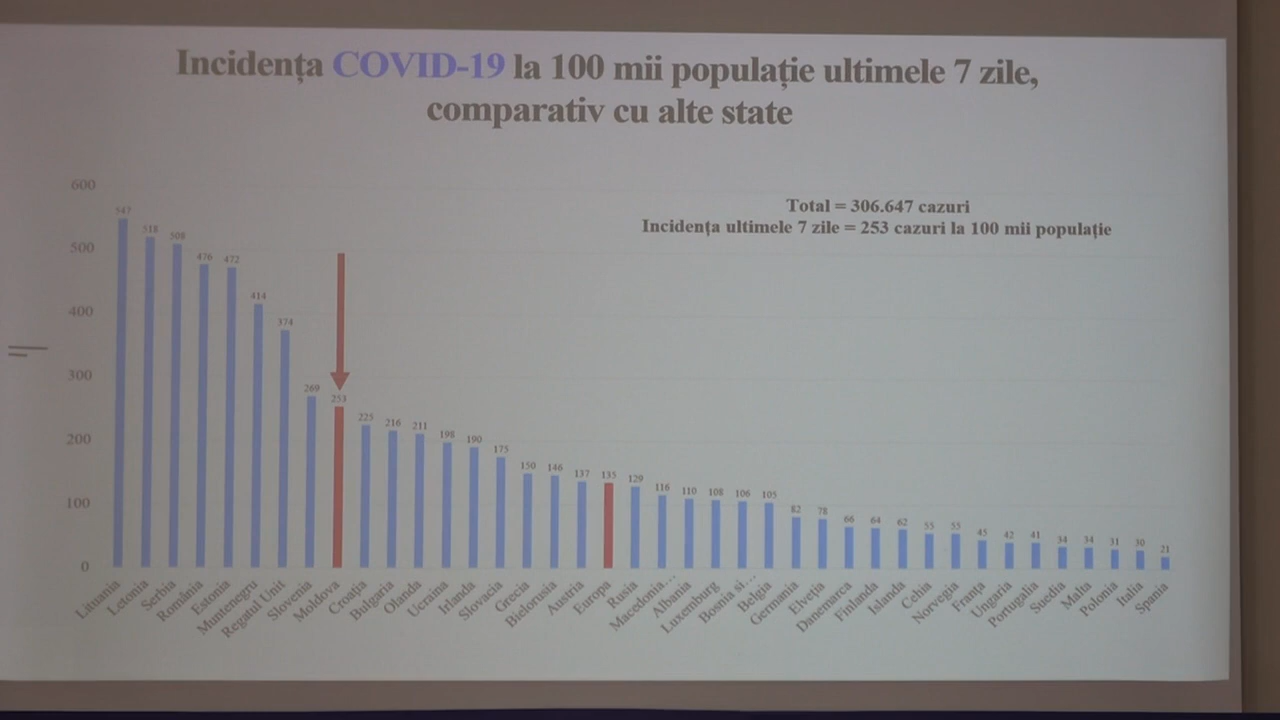 Incidența COVID-19 la 100 mii populație ultimele 7 zile,
comparativ cu alte state
Total = 306.647 cazuri
Incidența ultimele 7 zile = 253 cazuri la 100 mii populație
600
500
400
300
200
100
0
547
518
508
476
472
414
374
269
253
225
216
211
198
190
175
150
146
137
135
129
116
110
108
106
105
82
78
66
64
62
55
55
45
42
41
34
34
31
30
21
Lituania
Letonia
Serbia
România
Estonia
Muntenegru
Regatul Unit
Slovenia
Moldova
Croația
Bulgaria
Olanda
Ucraina
Irlanda
Slovacia
Grecia
Bielorusia
Austria
Europa
Rusia
Macedonia...
Albania
Luxemburg
Bosnia si...
Belgia
Germania
Elveția
Danemarca
Finlanda
Islanda
Cehia
Norvegia
Franța
Ungaria
Portugalia
Suedia
Malta
Polonia
Italia
Spania